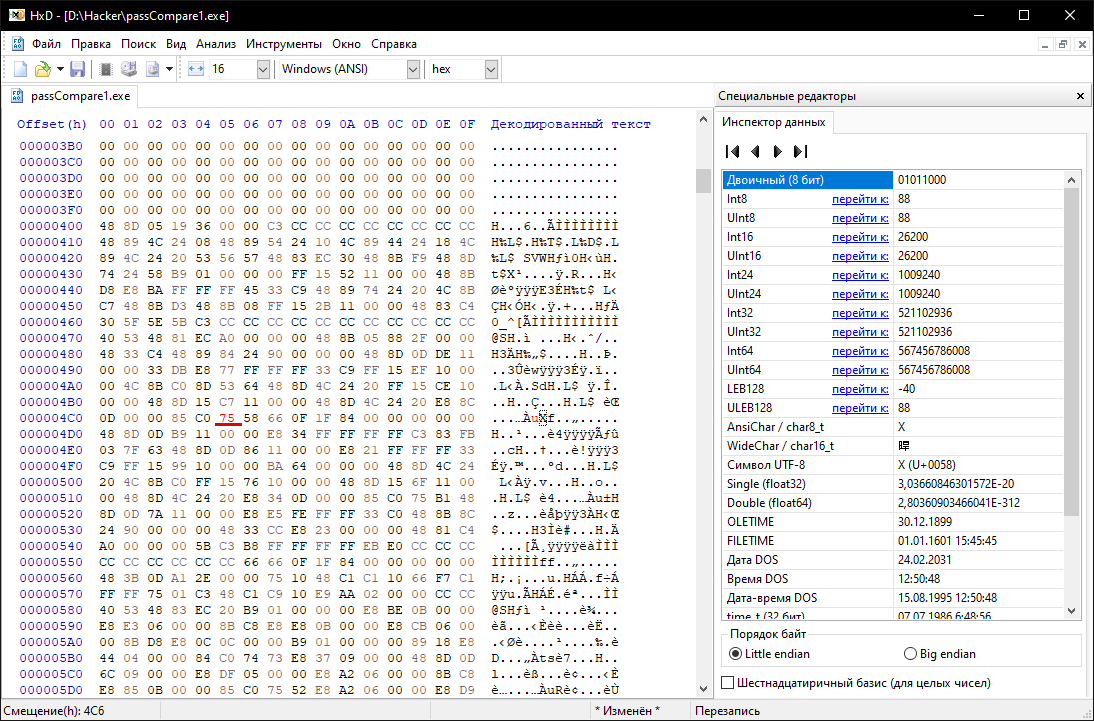 HxD - [D:\Hacker\passCompare1.exe]
Файл Правка Поиск Вид Анализ Инструменты Окно Справка
16 Windows (ANSI) hex
passCompare1.exe
Offset(h) 00 01 02 03 04 05 06 07 08 09 0A 0B 0C 0D 0E 0F Декодированный текст
000003B0 00 00 00 00 00 00 00 00 00 00 00 00 00 00 00 00 ................
000003C0 00 00 00 00 00 00 00 00 00 00 00 00 00 00 00 00 ................
000003D0 00 00 00 00 00 00 00 00 00 00 00 00 00 00 00 00 ................
000003E0 00 00 00 00 00 00 00 00 00 00 00 00 00 00 00 00 ................
000003F0 00 00 00 00 00 00 00 00 00 00 00 00 00 00 00 00 ................
00000400 48 8D 05 19 36 00 00 C3 CC CC CC CC CC CC CC CC H...6..ÃÌÌÌÌÌÌÌÌ
00000410 48 89 4C 24 08 48 89 54 24 10 4C 89 44 24 18 4C H‰L$.H‰T$.L‰D$.L
00000420 89 4C 24 20 53 56 57 48 83 EC 30 48 8B F9 48 8D ‰L$ SVWHƒì0H‹ùH.
00000430 74 24 58 B9 01 00 00 00 FF 15 52 11 00 00 48 8B t$X¹....ÿ.R...H‹
00000440 D8 E8 BA FF FF FF 45 33 C9 48 89 74 24 20 4C 8B ØèºÿÿÿE3ÉH‰t$ L‹
00000450 C7 48 8B D3 48 8B 08 FF 15 2B 11 00 00 48 83 C4 ÇH‹ÓH‹.ÿ.+...HƒÄ
00000460 30 5F 5E 5B C3 CC CC CC CC CC CC CC CC CC CC CC 0_^[ÃÌÌÌÌÌÌÌÌÌÌÌ
00000470 40 53 48 81 EC A0 00 00 00 48 8B 05 88 2F 00 00 @SH.ì ...H‹.ˆ/..
00000480 48 33 C4 48 89 84 24 90 00 00 00 48 8D 0D DE 11 H3ÄH‰„$....H..Þ.
00000490 00 00 33 DB E8 77 FF FF FF 33 C9 FF 15 EF 10 00 ..3Ûèwÿÿÿ3Éÿ.ï..
000004A0 00 4C 8B C0 8D 53 64 48 8D 4C 24 20 FF 15 CE 10 .L‹À.SdH.L$ ÿ.Î.
000004B0 00 00 48 8D 15 C7 11 00 00 48 8D 4C 24 20 E8 8C ..H..Ç...H.L$ èŒ
000004C0 0D 00 00 85 C0 75 58 66 0F 1F 84 00 00 00 00 00 ...…ÀuXf..„.....
000004D0 48 8D 0D B9 11 00 00 E8 34 FF FF FF FF C3 83 FB H..¹...è4ÿÿÿÿÃƒû
000004E0 03 7F 63 48 8D 0D 86 11 00 00 E8 21 FF FF FF 33 ..cH..†...è!ÿÿÿ3
000004F0 C9 FF 15 99 10 00 00 BA 64 00 00 00 48 8D 4C 24 Éÿ.™...ºd...H.L$
00000500 20 4C 8B C0 FF 15 76 10 00 00 48 8D 15 6F 11 00  L‹Àÿ.v...H..o..
00000510 00 48 8D 4C 24 20 E8 34 0D 00 00 85 C0 75 B1 48 .H.L$ è4...…Àu±H
00000520 8D 0D 7A 11 00 00 E8 E5 FE FF FF 33 C0 48 8B 8C ..z...èåþÿÿ3ÀH‹Œ
00000530 24 90 00 00 00 48 33 CC E8 23 00 00 00 48 81 C4 $....H3Ìè#...H.Ä
00000540 A0 00 00 00 5B C3 B8 FF FF FF FF EB E0 CC CC CC  ...[Ã¸ÿÿÿÿëàÌÌÌ
00000550 CC CC CC CC CC CC 66 66 0F 1F 84 00 00 00 00 00 ÌÌÌÌÌÌff..„.....
00000560 48 3B 0D A1 2E 00 00 75 10 48 C1 C1 10 66 F7 C1 H;.¡...u.HÁÁ.f÷Á
00000570 FF FF 75 01 C3 48 C1 C9 10 E9 AA 02 00 00 CC CC ÿÿu.ÃHÁÉ.éª...ÌÌ
00000580 40 53 48 83 EC 20 B9 01 00 00 00 E8 BE 0B 00 00 @SHƒì ¹....è¾...
00000590 E8 E3 06 00 00 8B C8 E8 E8 0B 00 00 E8 CB 06 00 èã...‹Èèè...èË..
000005A0 00 8B D8 E8 0C 0C 00 00 B9 01 00 00 00 89 18 E8 .‹Øè....¹....‰.è
000005B0 44 04 00 00 84 C0 74 73 E8 37 09 00 00 48 8D 0D D...„Àtsè7...H..
000005C0 6C 09 00 00 E8 DF 05 00 00 E8 A2 06 00 00 8B C8 l...èß...è¢...‹È
000005D0 E8 85 0B 00 00 85 C0 75 52 E8 A2 06 00 00 E8 D9 è…...…ÀuRè¢...èÙ
Специальные редакторы
Инспектор данных
Двоичный (8 бит) 01011000
Int8 перейти к: 88
UInt8 перейти к: 88
Int16 перейти к: 26200
UInt16 перейти к: 26200
Int24 перейти к: 1009240
UInt24 перейти к: 1009240
Int32 перейти к: 521102936
UInt32 перейти к: 521102936
Int64 перейти к: 567456786008
UInt64 перейти к: 567456786008
LEB128 перейти к: -40
ULEB128 перейти к: 88
AnsiChar / char8_t X
WideChar / char16_t 晘
Символ UTF-8 X (U+0058)
Single (float32) 3,03660846301572E-20
Double (float64) 2,80360903466041E-312
OLETIME 30.12.1899
FILETIME 01.01.1601 15:45:45
Дата DOS 24.02.2031
Время DOS 12:50:48
Дата-время DOS 15.08.1995 12:50:48
time_t (32 бит) 07.07.1986 6:48:56
Порядок байт
Little endian Big endian
Шестнадцатиричный базис (для целых чисел)
Смещение(h): 4C6 * Изменён * Перезапись